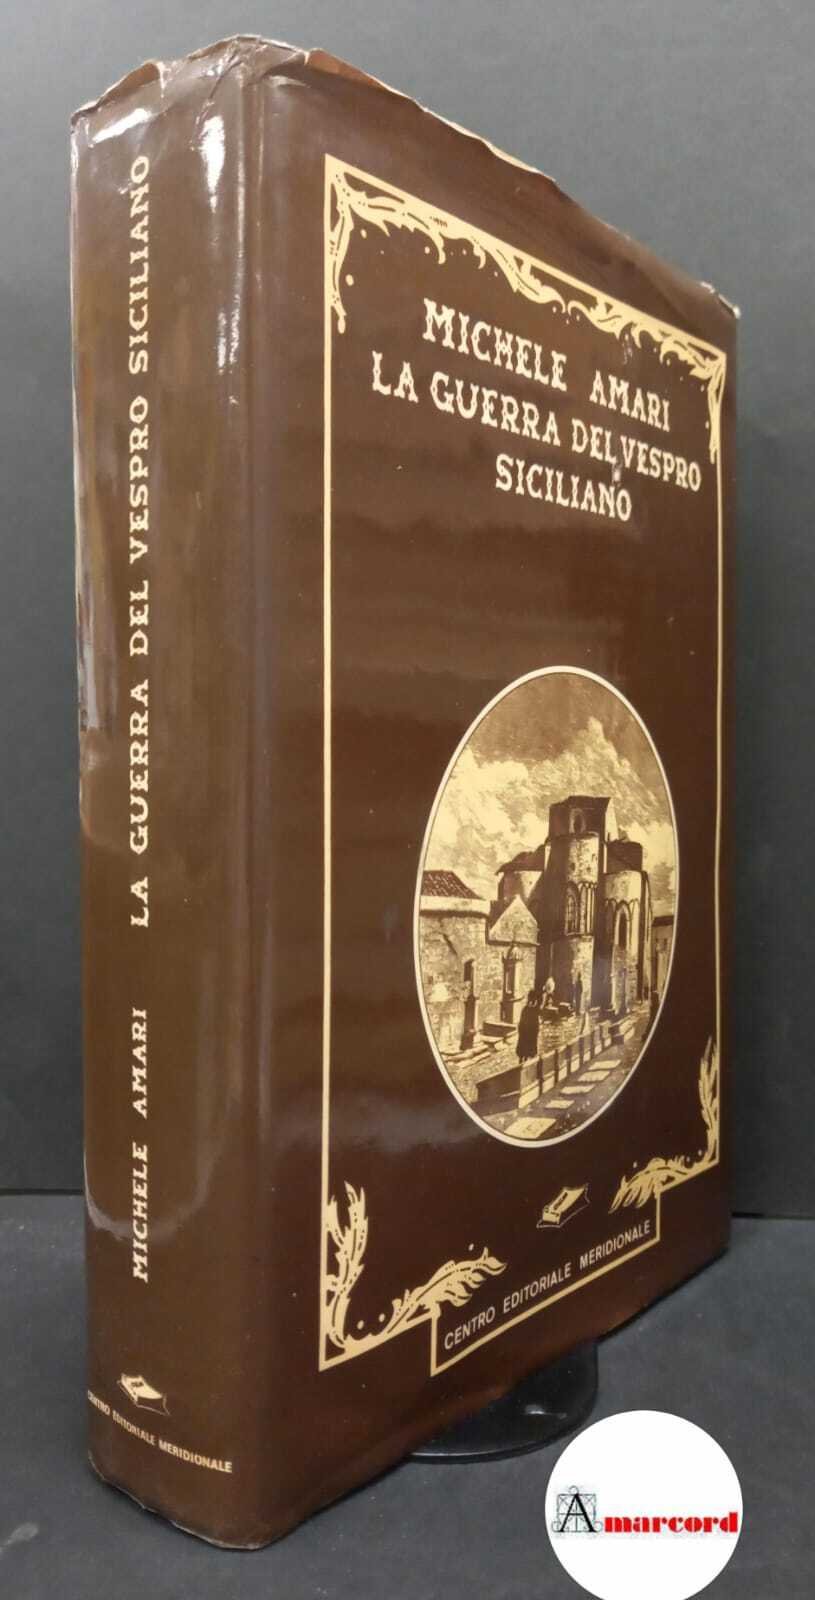 MICHELE AMARI LA GUERRA DEL VESPRO SICILIANO
CENTRO EDITORIALE MERIDIONALE
MICHELE AMARI
LA GUERRA DEL VESPRO
SICILIANO
CENTRO EDITORIALE MERIDIONALE
Amarcord